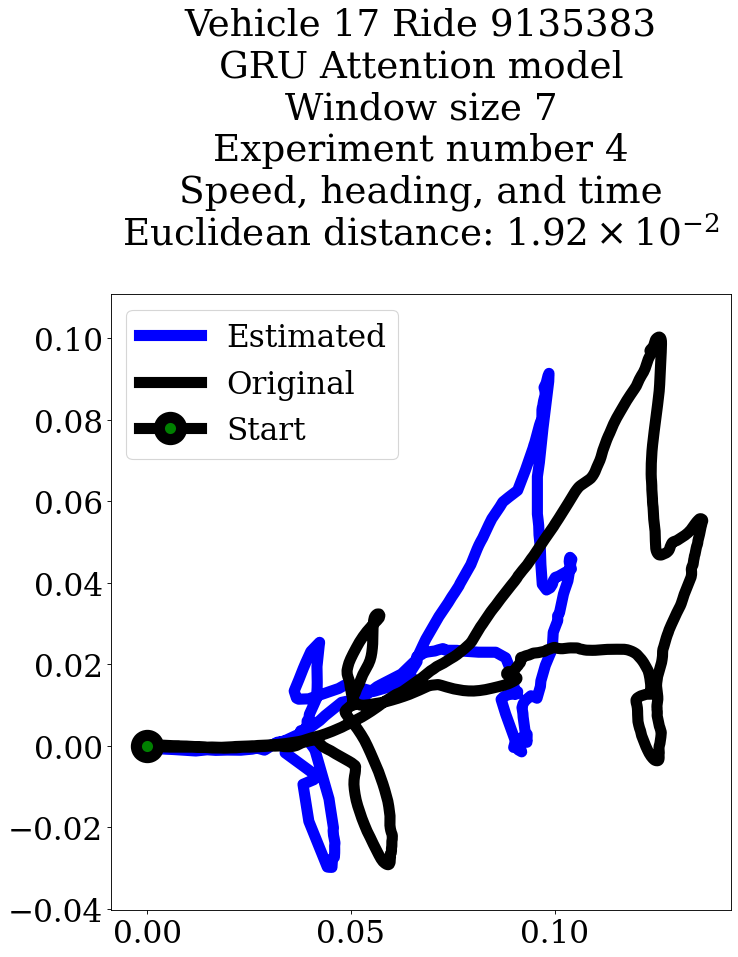 Vehicle 17 Ride 9135383
GRU Attention model
Window size 7
Experiment number 4
Speed, heading, and time
Euclidean distance: 1.92 × 10⁻²
Estimated
Original
Start
0.10
0.08
0.06
0.04
0.02
0.00
−0.02
−0.04
0.00 0.05 0.10